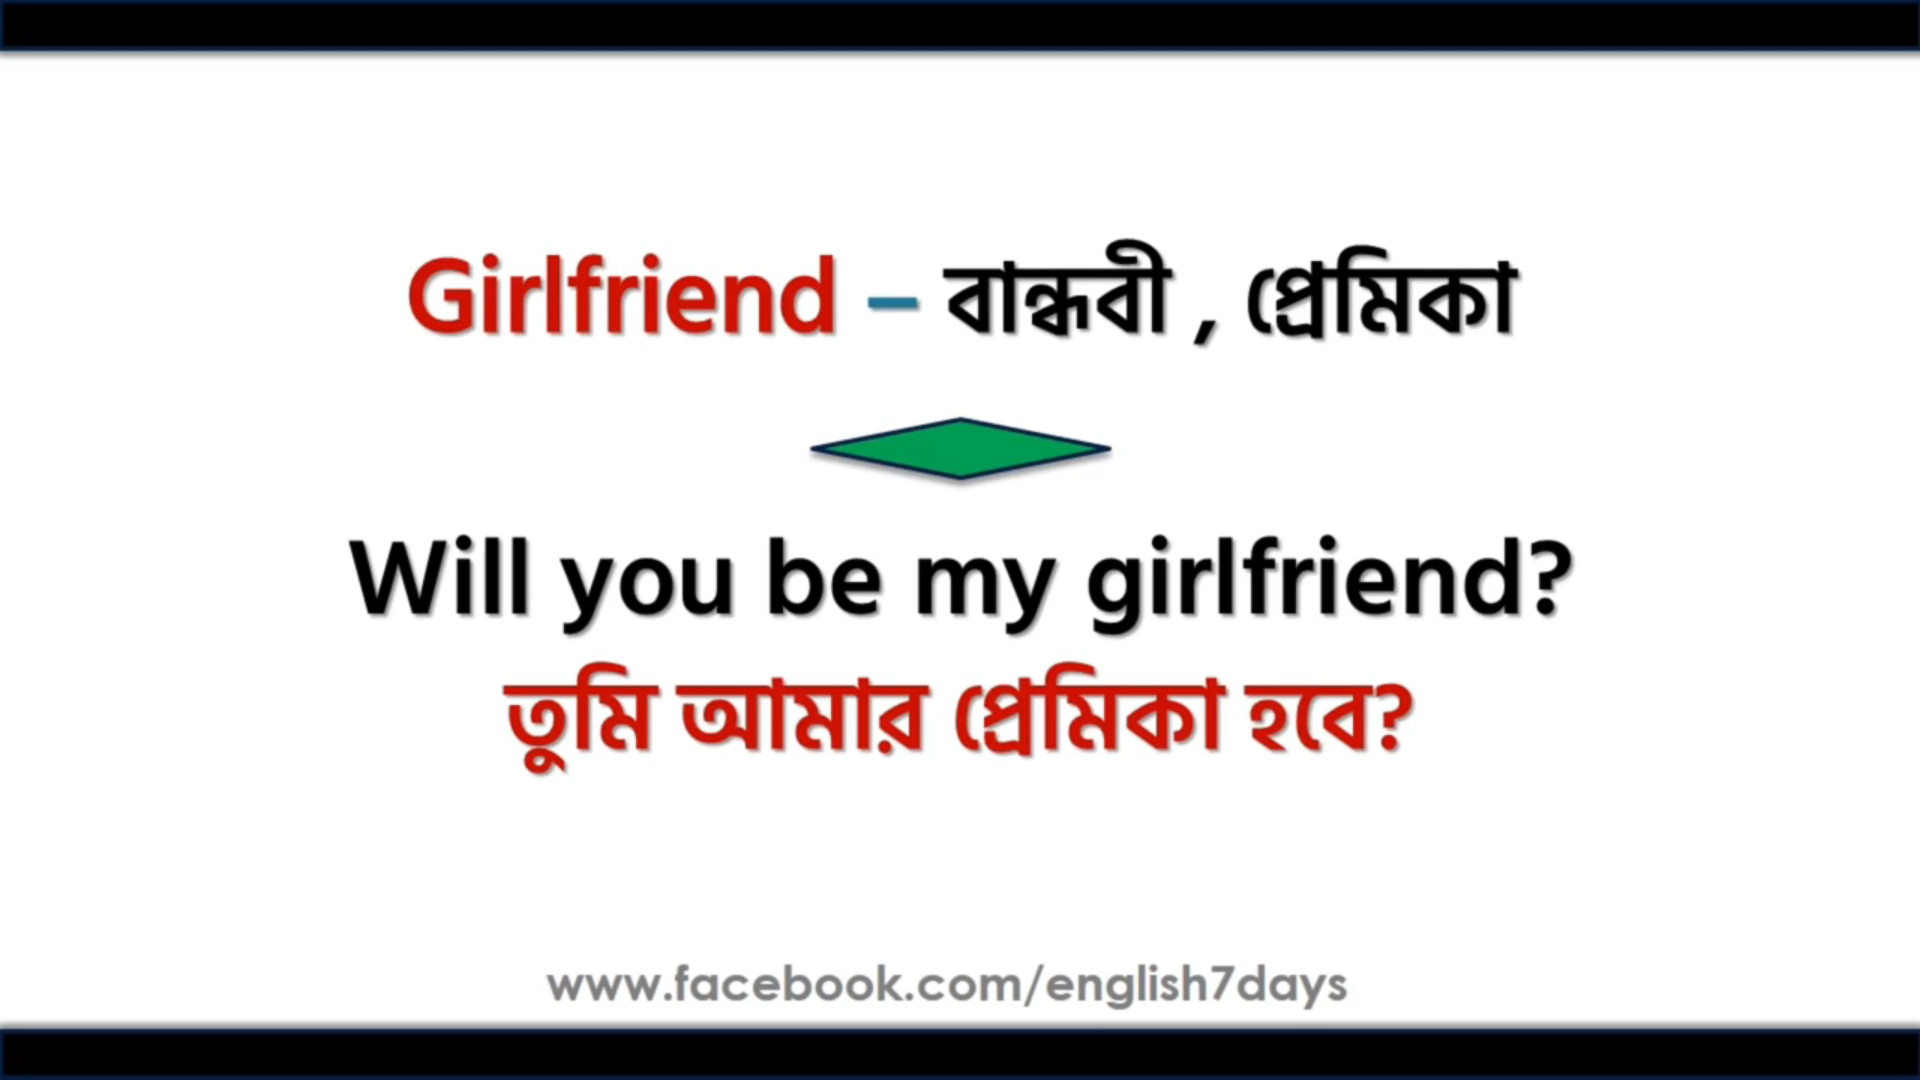 Girlfriend – বান্ধবী , প্রেমিকা
Will you be my girlfriend?
তুমি আমার প্রেমিকা হবে?
www.facebook.com/english7days